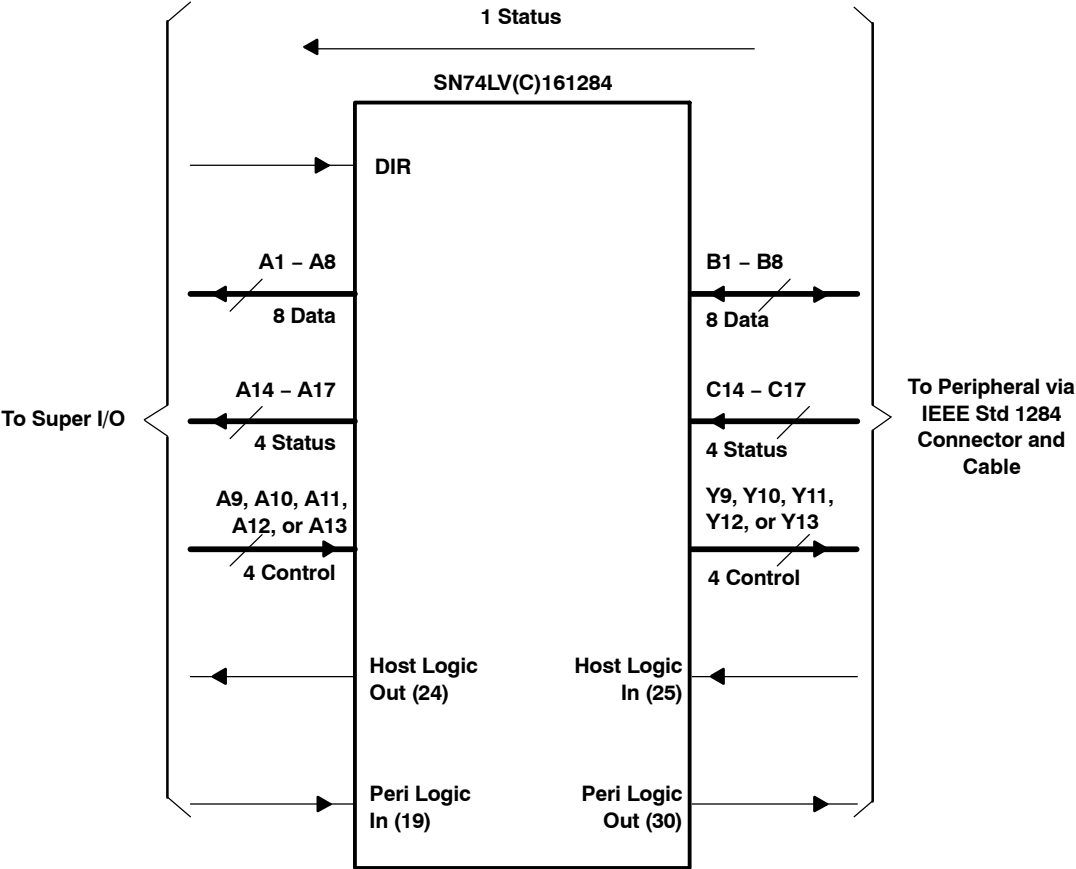 1 Status
SN74LV(C)161284
DIR
A1 – A8
8 Data
B1 – B8
8 Data
A14 – A17
4 Status
C14 – C17
4 Status
To Super I/O
To Peripheral via
IEEE Std 1284
Connector and
Cable
A9, A10, A11,
A12, or A13
4 Control
Y9, Y10, Y11,
Y12, or Y13
4 Control
Host Logic
Out (24)
Host Logic
In (25)
Peri Logic
In (19)
Peri Logic
Out (30)